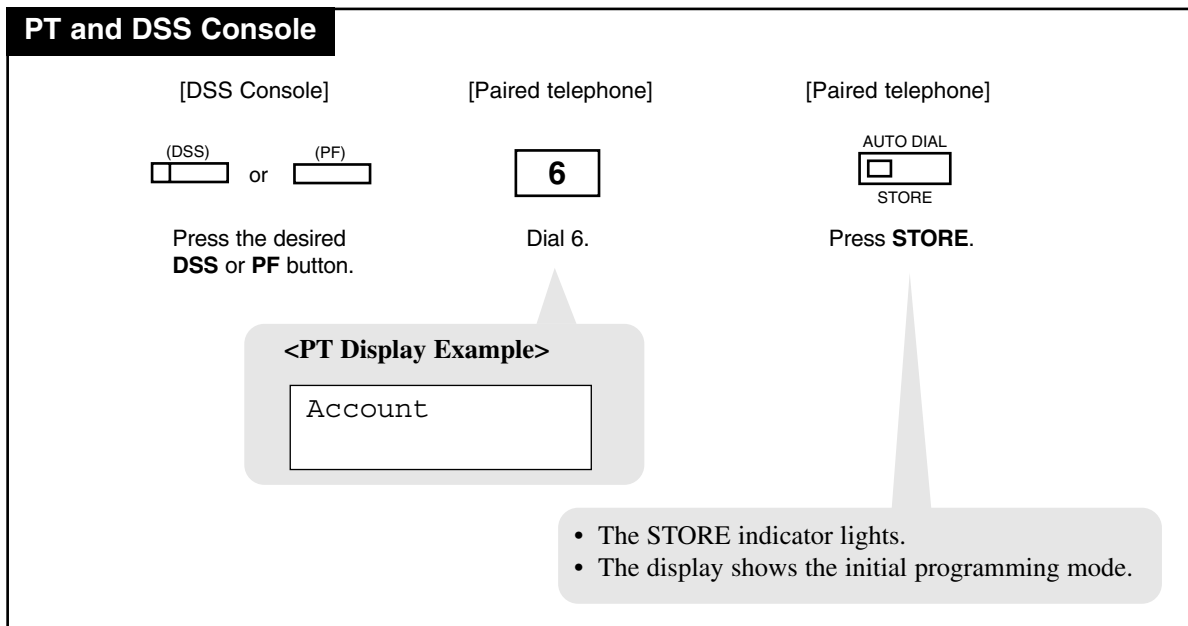 PT and DSS Console
[DSS Console] [Paired telephone] [Paired telephone]
(DSS) or (PF)
6
AUTO DIAL
STORE
Press the desired
DSS or PF button.
Dial 6.
Press STORE.
<PT Display Example>
Account
• The STORE indicator lights.
• The display shows the initial programming mode.